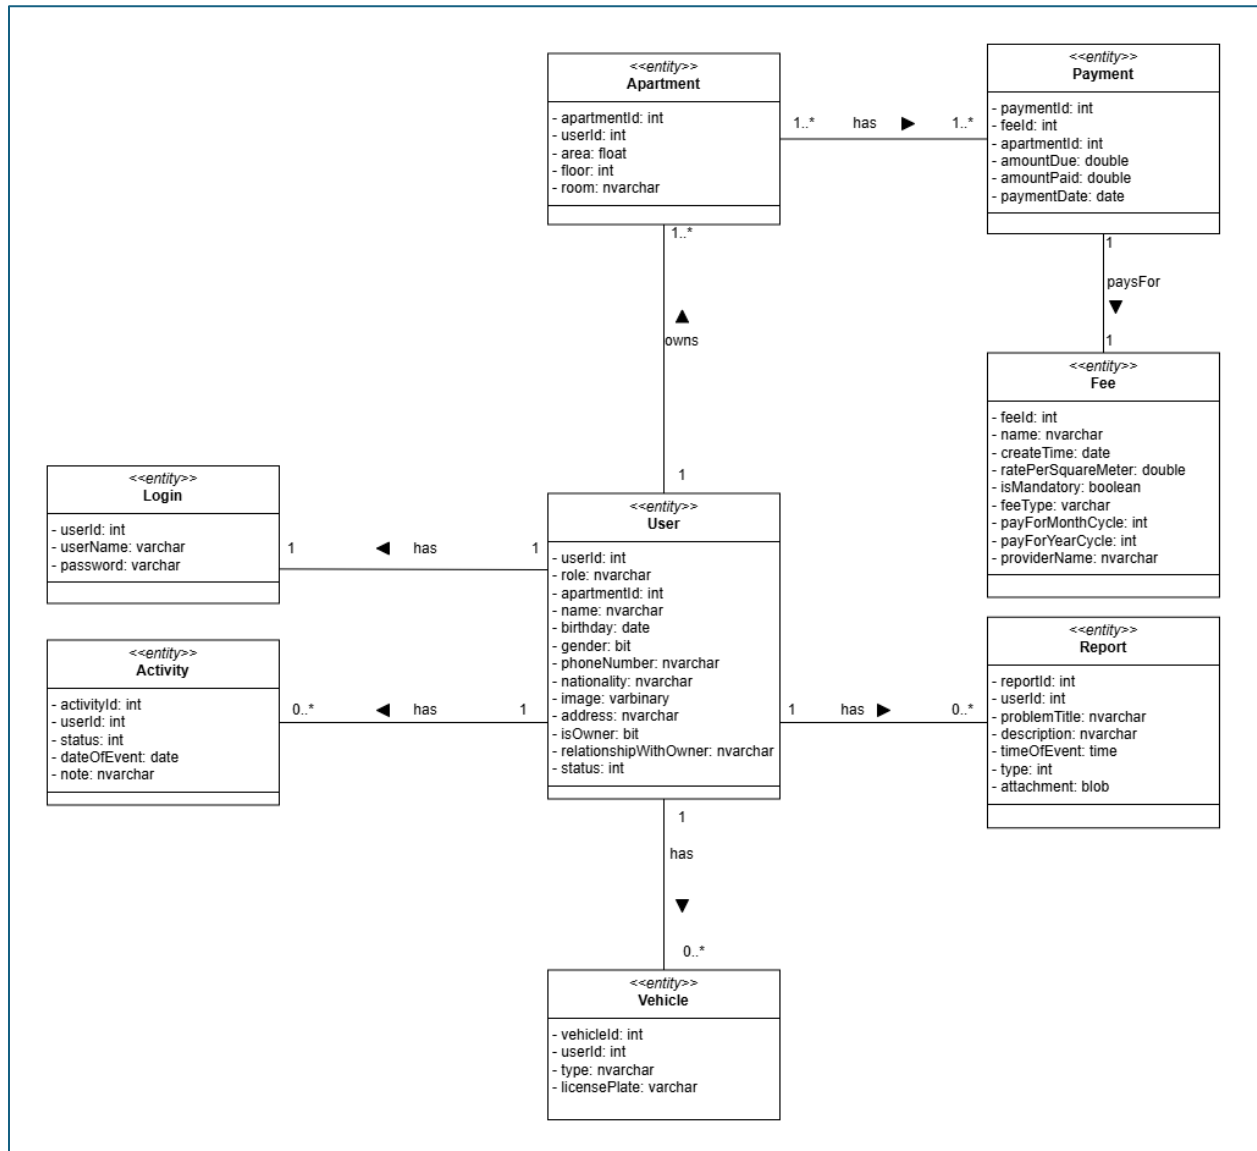 <<entity>>
Apartment
- apartmentId: int
- userId: int
- area: float
- floor: int
- room: nvarchar
1..* has 1..*
<<entity>>
Payment
- paymentId: int
- feeId: int
- apartmentId: int
- amountDue: double
- amountPaid: double
- paymentDate: date
1
paysFor
1
<<entity>>
Fee
- feeId: int
- name: nvarchar
- createTime: date
- ratePerSquareMeter: double
- isMandatory: boolean
- feeType: varchar
- payForMonthCycle: int
- payForYearCycle: int
- providerName: nvarchar
1..*
owns
1
<<entity>>
Login
- userId: int
- userName: varchar
- password: varchar
1 has 1
<<entity>>
User
- userId: int
- role: nvarchar
- apartmentId: int
- name: nvarchar
- birthday: date
- gender: bit
- phoneNumber: nvarchar
- nationality: nvarchar
- image: varbinary
- address: nvarchar
- isOwner: bit
- relationshipWithOwner: nvarchar
- status: int
<<entity>>
Activity
- activityId: int
- userId: int
- status: int
- dateOfEvent: date
- note: nvarchar
0..* has 1
1 has 0..*
<<entity>>
Report
- reportId: int
- userId: int
- problemTitle: nvarchar
- description: nvarchar
- timeOfEvent: time
- type: int
- attachment: blob
1
has
0..*
<<entity>>
Vehicle
- vehicleId: int
- userId: int
- type: nvarchar
- licensePlate: varchar